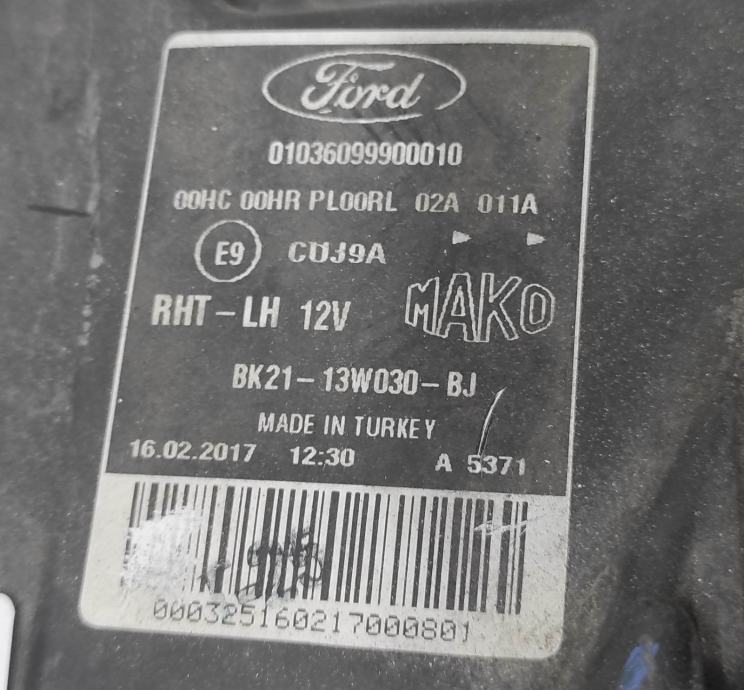 Ford
01036099900010
00HC 00HR PL00RL 02A 011A
E9 CUJ9A
MAKO
RHT-LH 12V
BK21-13W030-BJ
MADE IN TURKEY
16.02.2017 12:30 A 5371
000325160217000801